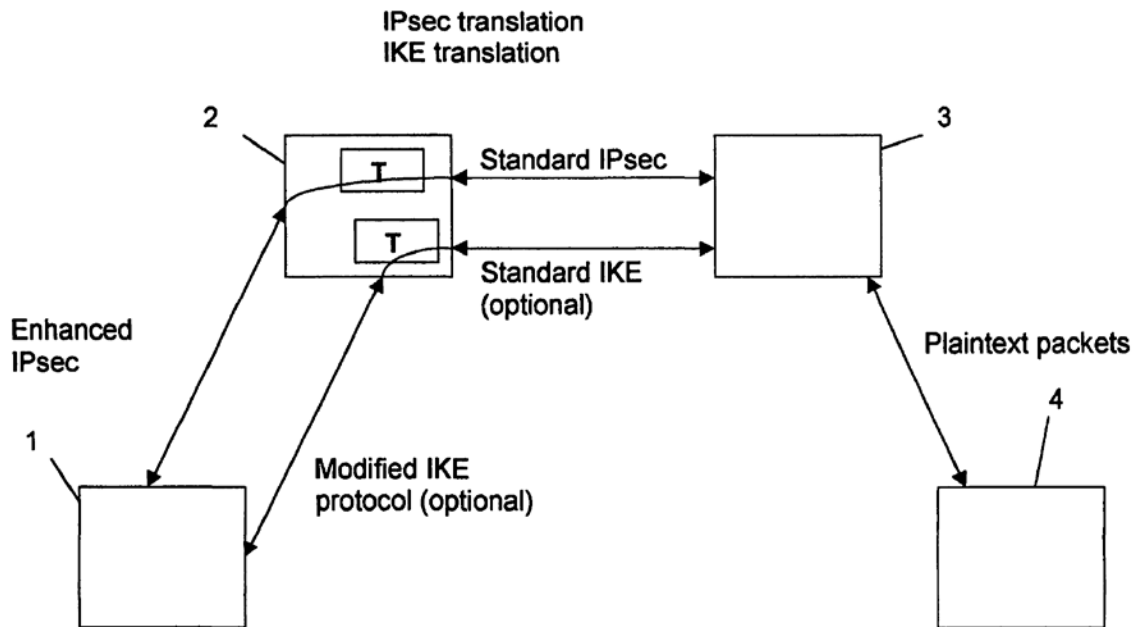 IPsec translation
IKE translation
2
3
T
Standard IPsec
T
Standard IKE
(optional)
Enhanced
IPsec
Plaintext packets
4
1
Modified IKE
protocol (optional)